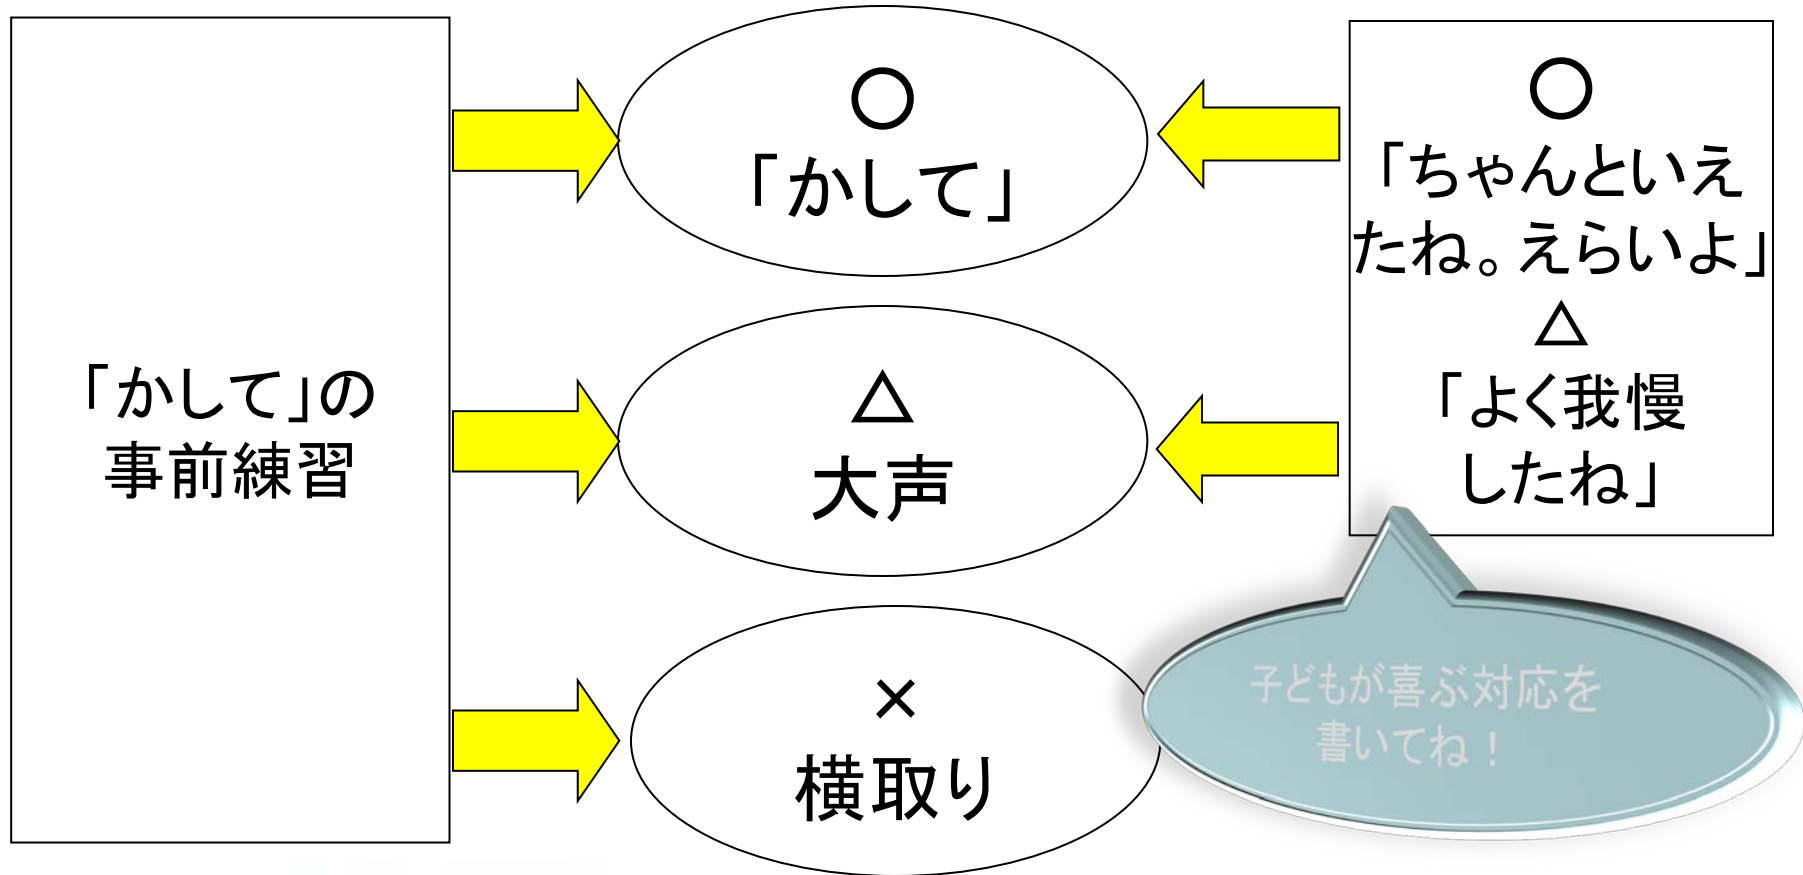 「かして」の
事前練習
○
「かして」
△
大声
×
横取り
○
「ちゃんといえ
たね。えらいよ」
△
「よく我慢
したね」
子どもが喜ぶ対応を
書いてね！